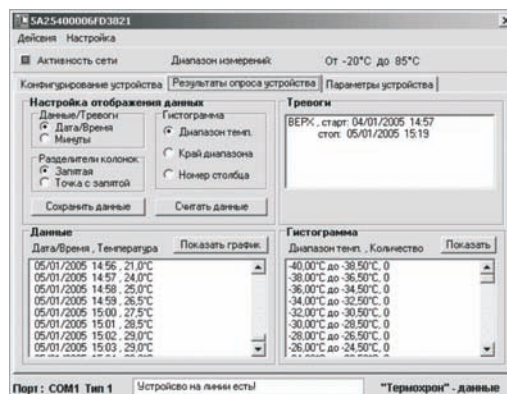 5A25400006FD3821
Дейсвия Настройка
Активность сети Диапазон измерений: От -20°C до 85°C
Конфигурирование устройства Результаты опроса устройства Параметры устройства
Настройка отображения данных
Данные/Тревоги
Дата/Время
Минуты
Разделители колонок:
Запятая
Точка с запятой
Гистограмма
Диапазон темп.
Край диапазона
Номер столбца
Сохранить данные Считать данные
Тревоги
ВЕРХ , старт: 04/01/2005 14:57
стоп: 05/01/2005 15:19
Данные
Дата/Время , Температура Показать график
05/01/2005 14:56 , 21,0°C
05/01/2005 14:57 , 24,0°C
05/01/2005 14:58 , 25,0°C
05/01/2005 14:59 , 26,5°C
05/01/2005 15:00 , 27,5°C
05/01/2005 15:01 , 28,5°C
05/01/2005 15:02 , 29,0°C
05/01/2005 15:03 , 29,0°C
Гистограмма
Диапазон темп. , Количество Показать
-40,00°C до -38,50°C, 0
-38,00°C до -36,50°C, 0
-36,00°C до -34,50°C, 0
-34,00°C до -32,50°C, 0
-32,00°C до -30,50°C, 0
-30,00°C до -28,50°C, 0
-28,00°C до -26,50°C, 0
-26,00°C до -24,50°C, 0
Порт: COM1 Тип 1 Устройсво на линии есть! "Термохрон" - данные